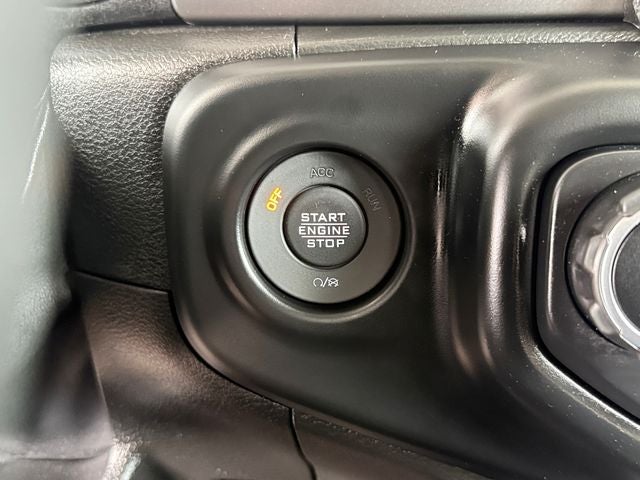 ACC
OFF
RUN
START
ENGINE
STOP